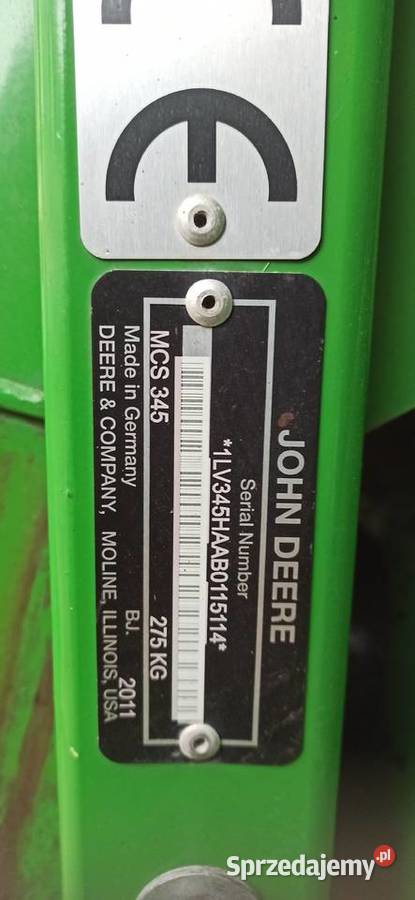 CE
JOHN DEERE
Serial Number
*1LV345HAAB0115114*
MCS 345 275 KG
Made in Germany BJ. 2011
DEERE & COMPANY, MOLINE, ILLINOIS, USA
Sprzedajemy.pl